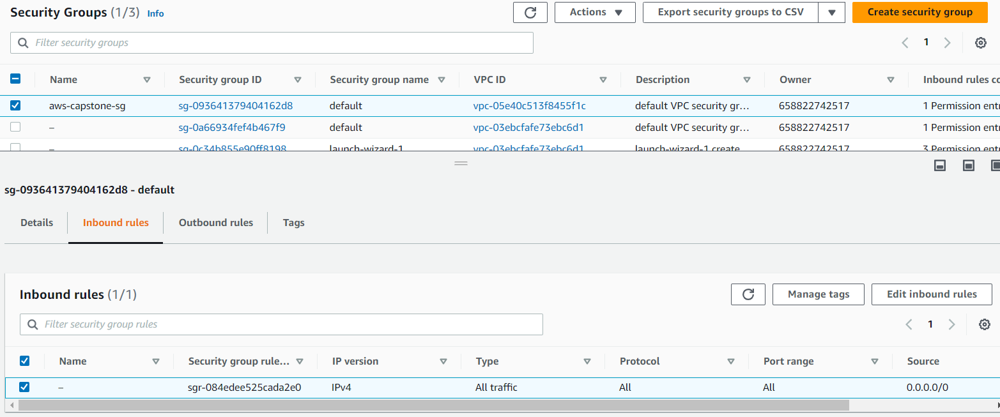 Security Groups (1/3) Info Actions Export security groups to CSV Create security group
Filter security groups 1
Name Security group ID Security group name VPC ID Description Owner Inbound rules co
aws-capstone-sg sg-093641379404162d8 default vpc-05e40c513f8455f1c default VPC security gr... 658822742517 1 Permission entr
– sg-0a66934fef4b467f9 default vpc-03ebcfafe73ebc6d1 default VPC security gr... 658822742517 1 Permission entr
– sg-0c34b855e90ff8198 launch-wizard-1 vpc-03ebcfafe73ebc6d1 launch-wizard-1 create 658822742517 3 Permission entr
sg-093641379404162d8 - default
Details Inbound rules Outbound rules Tags
Inbound rules (1/1) Manage tags Edit inbound rules
Filter security group rules 1
Name Security group rule... IP version Type Protocol Port range Source
– sgr-084edee525cada2e0 IPv4 All traffic All All 0.0.0.0/0